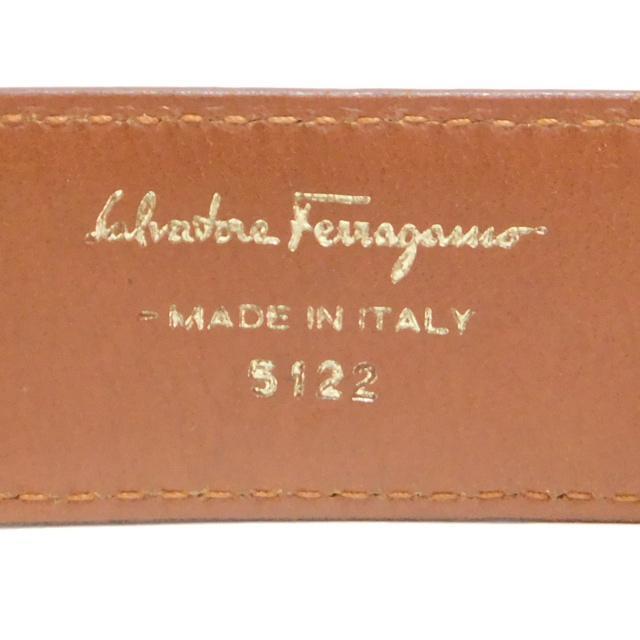 Salvatore Ferragamo
- MADE IN ITALY
5122